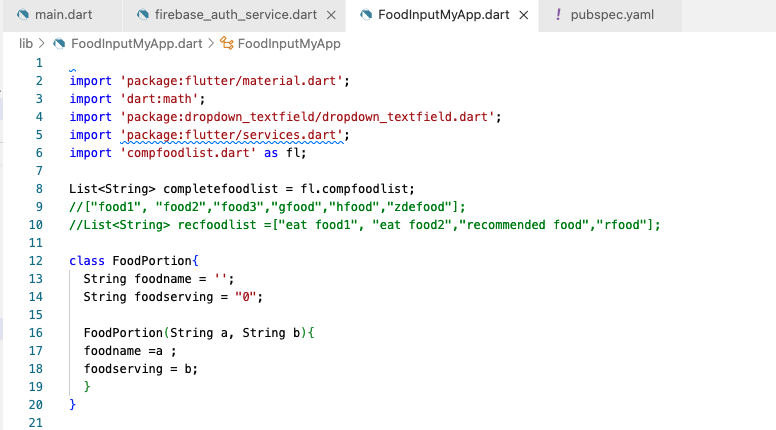 main.dart firebase_auth_service.dart × FoodInputMyApp.dart × ! pubspec.yaml
lib > FoodInputMyApp.dart > FoodInputMyApp
1
2 import 'package:flutter/material.dart';
3 import 'dart:math';
4 import 'package:dropdown_textfield/dropdown_textfield.dart';
5 import 'package:flutter/services.dart';
6 import 'compfoodlist.dart' as fl;
7
8 List<String> completefoodlist = fl.compfoodlist;
9 //["food1", "food2","food3","gfood","hfood","zdefood"];
10 //List<String> recfoodlist =["eat food1", "eat food2","recommended food","rfood"];
11
12 class FoodPortion{
13 String foodname = '';
14 String foodserving = "0";
15
16 FoodPortion(String a, String b){
17 foodname =a ;
18 foodserving = b;
19 }
20 }
21